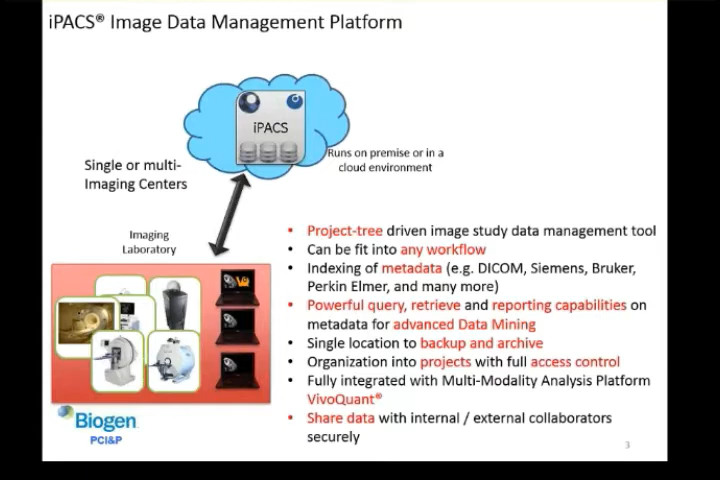 iPACS® Image Data Management Platform
iPACS
Runs on premise or in a
cloud environment
Single or multi-
Imaging Centers
Imaging
Laboratory
• Project-tree driven image study data management tool
• Can be fit into any workflow
• Indexing of metadata (e.g. DICOM, Siemens, Bruker,
Perkin Elmer, and many more)
• Powerful query, retrieve and reporting capabilities on
metadata for advanced Data Mining
• Single location to backup and archive
• Organization into projects with full access control
• Fully integrated with Multi-Modality Analysis Platform
VivoQuant®
• Share data with internal / external collaborators
securely
Biogen
PCI&P
3